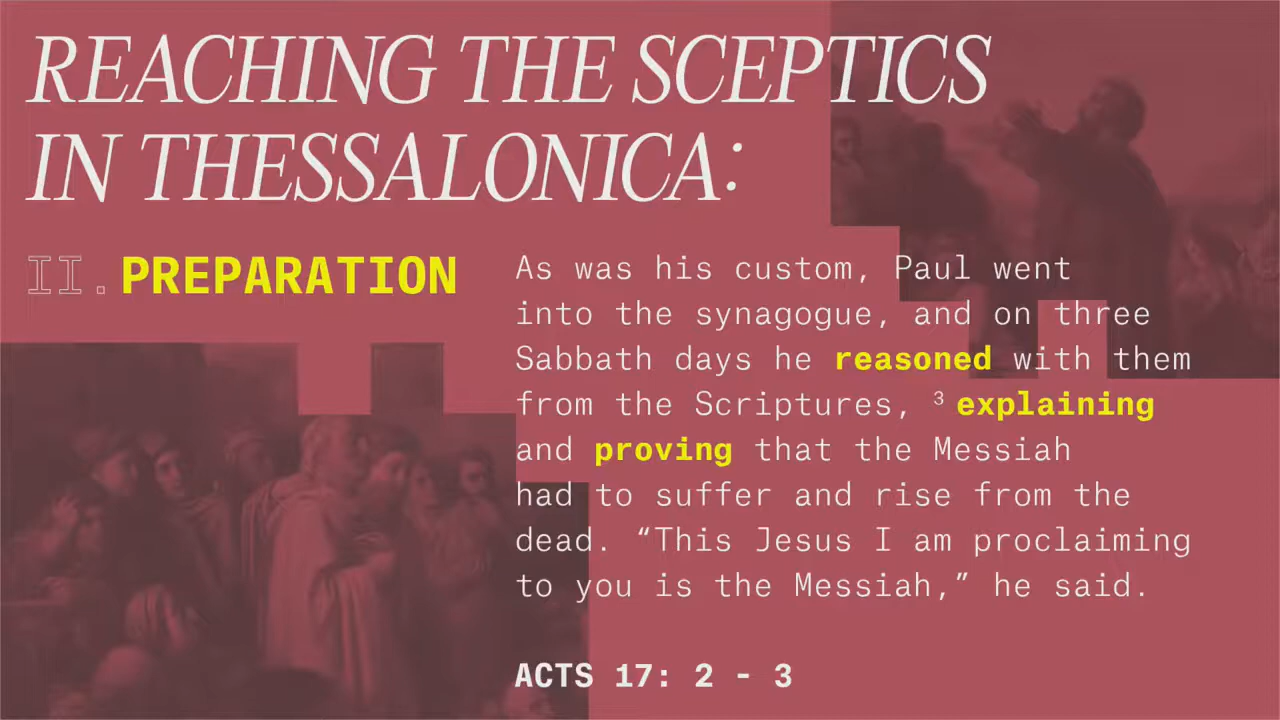 REACHING THE SCEPTICS
IN THESSALONICA:
II. PREPARATION
As was his custom, Paul went
into the synagogue, and on three
Sabbath days he reasoned with them
from the Scriptures, ³ explaining
and proving that the Messiah
had to suffer and rise from the
dead. “This Jesus I am proclaiming
to you is the Messiah,” he said.
ACTS 17: 2 - 3